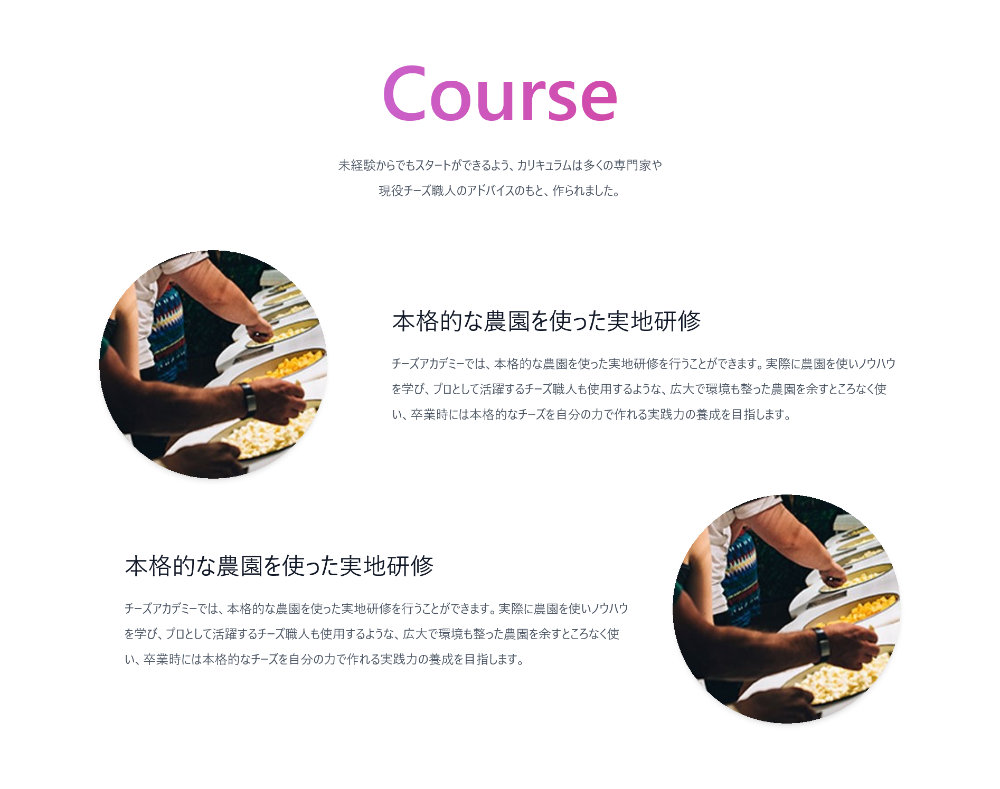 Course
未経験からでもスタートができるよう、カリキュラムは多くの専門家や
現役チーズ職人のアドバイスのもと、作られました。
本格的な農園を使った実地研修
チーズアカデミーでは、本格的な農園を使った実地研修を行うことができます。実際に農園を使いノウハウ
を学び、プロとして活躍するチーズ職人も使用するような、広大で環境も整った農園を余すところなく使
い、卒業時には本格的なチーズを自分の力で作れる実践力の養成を目指します。
本格的な農園を使った実地研修
チーズアカデミーでは、本格的な農園を使った実地研修を行うことができます。実際に農園を使いノウハウ
を学び、プロとして活躍するチーズ職人も使用するような、広大で環境も整った農園を余すところなく使
い、卒業時には本格的なチーズを自分の力で作れる実践力の養成を目指します。